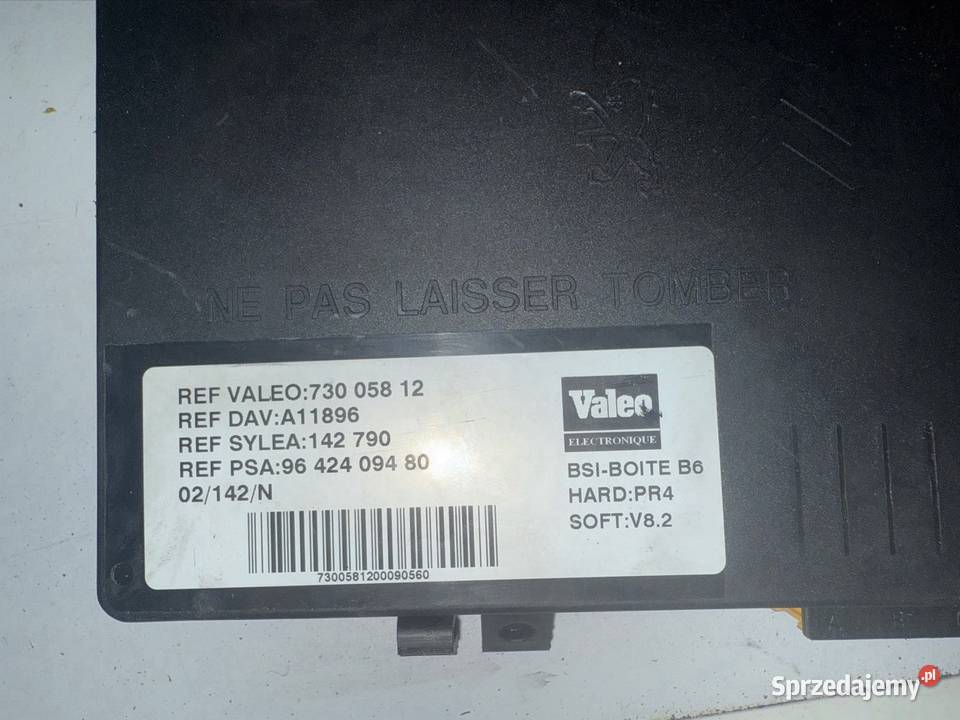 NE PAS LAISSER TOMBER
REF VALEO:730 058 12
REF DAV:A11896
REF SYLEA:142 790
REF PSA:96 424 094 80
02/142/N
7300581200090560
Valeo
ELECTRONIQUE
BSI-BOITE B6
HARD:PR4
SOFT:V8.2
A
Sprzedajemy.pl